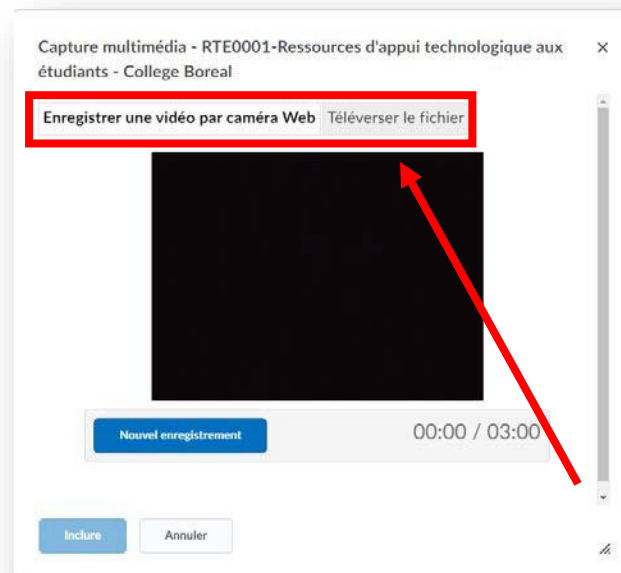 Capture multimédia - RTE0001-Ressources d'appui technologique aux
étudiants - College Boreal
Enregistrer une vidéo par caméra Web Téléverser le fichier
Nouvel enregistrement 00:00 / 03:00
Inclure Annuler